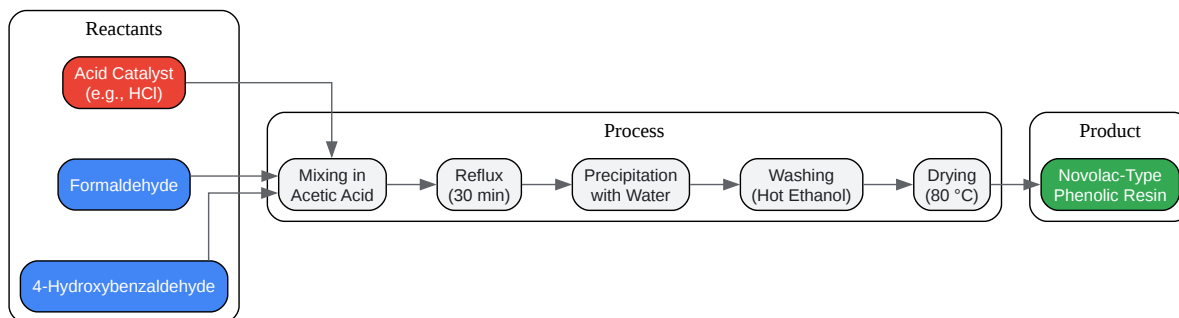 Reactants
Acid Catalyst
(e.g., HCl)
Formaldehyde
4-Hydroxybenzaldehyde
Process
Mixing in
Acetic Acid
Reflux
(30 min)
Precipitation
with Water
Washing
(Hot Ethanol)
Drying
(80 °C)
Product
Novolac-Type
Phenolic Resin